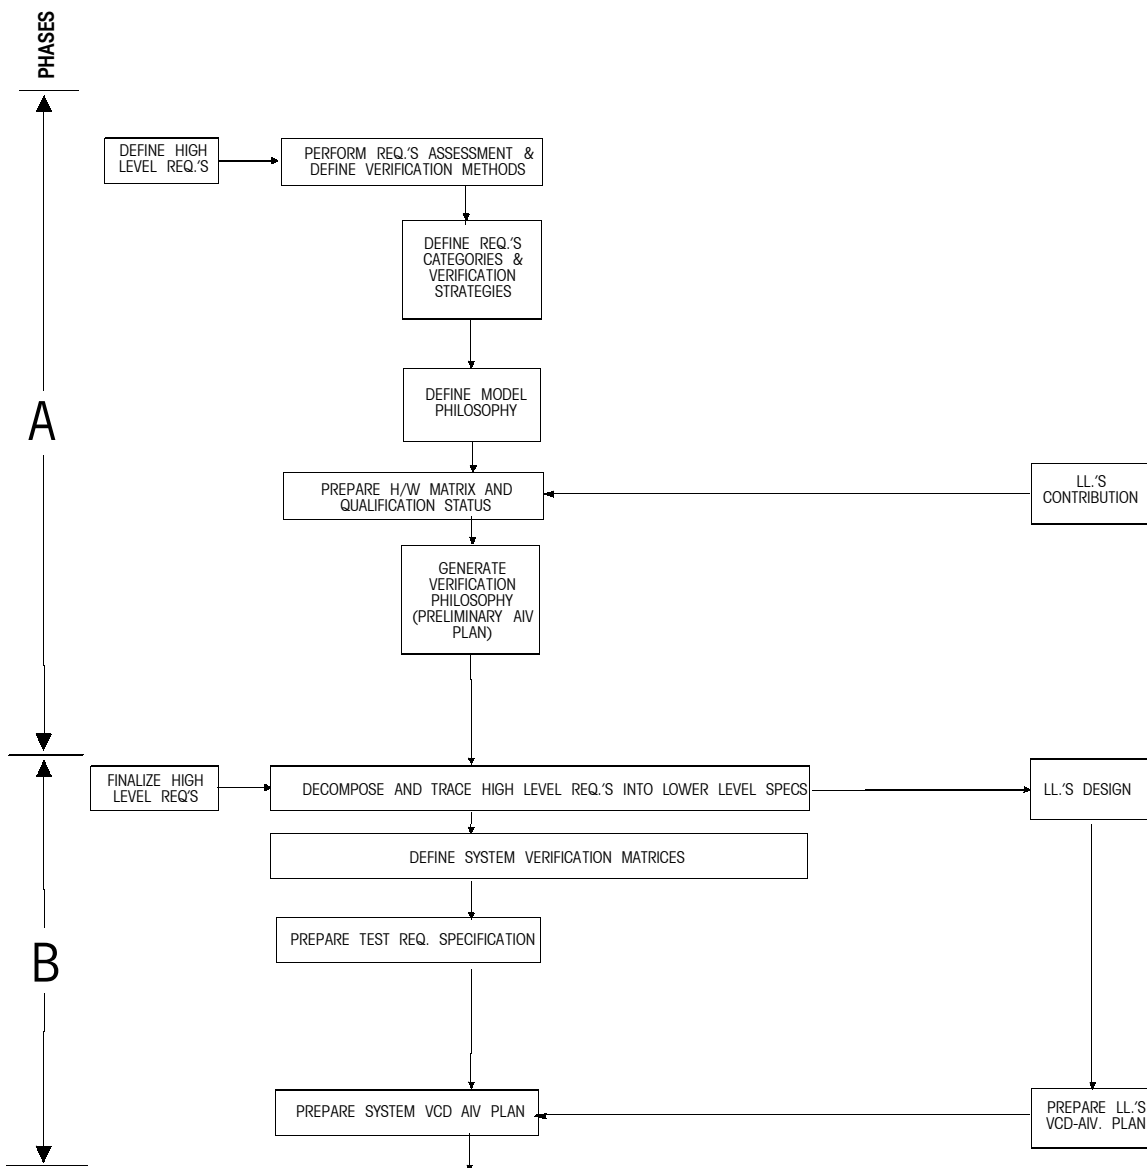 PHASES
DEFINE HIGH
LEVEL REQ.'S
PERFORM REQ.'S ASSESSMENT &
DEFINE VERIFICATION METHODS
DEFINE REQ.'S
CATEGORIES &
VERIFICATION
STRATEGIES
DEFINE MODEL
PHILOSOPHY
A
PREPARE H/W MATRIX AND
QUALIFICATION STATUS
LL.'S
CONTRIBUTION
GENERATE
VERIFICATION
PHILOSOPHY
(PRELIMINARY AIV
PLAN)
FINALIZE HIGH
LEVEL REQ'S
DECOMPOSE AND TRACE HIGH LEVEL REQ.'S INTO LOWER LEVEL SPECS
LL.'S DESIGN
DEFINE SYSTEM VERIFICATION MATRICES
PREPARE TEST REQ. SPECIFICATION
B
PREPARE SYSTEM VCD AIV PLAN
PREPARE LL.'S
VCD-AIV. PLAN